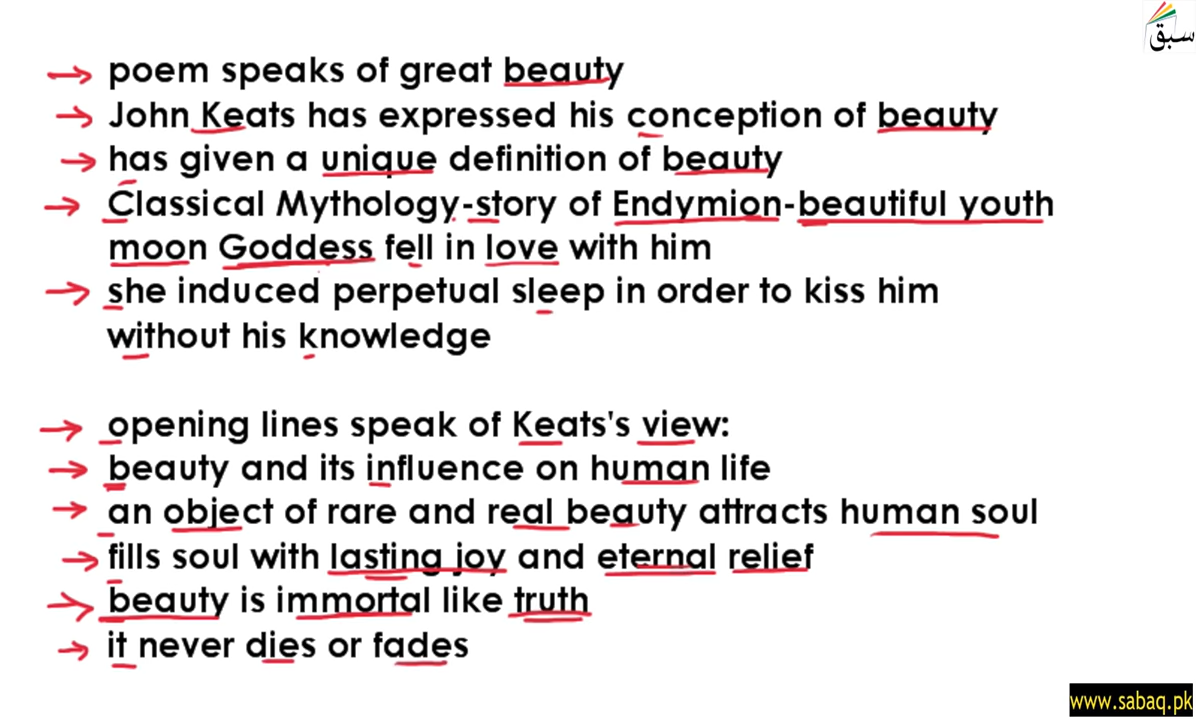 سبق
poem speaks of great beauty
John Keats has expressed his conception of beauty
has given a unique definition of beauty
Classical Mythology-story of Endymion-beautiful youth
moon Goddess fell in love with him
she induced perpetual sleep in order to kiss him
without his knowledge
opening lines speak of Keats's view:
beauty and its influence on human life
an object of rare and real beauty attracts human soul
fills soul with lasting joy and eternal relief
beauty is immortal like truth
it never dies or fades
www.sabaq.pk